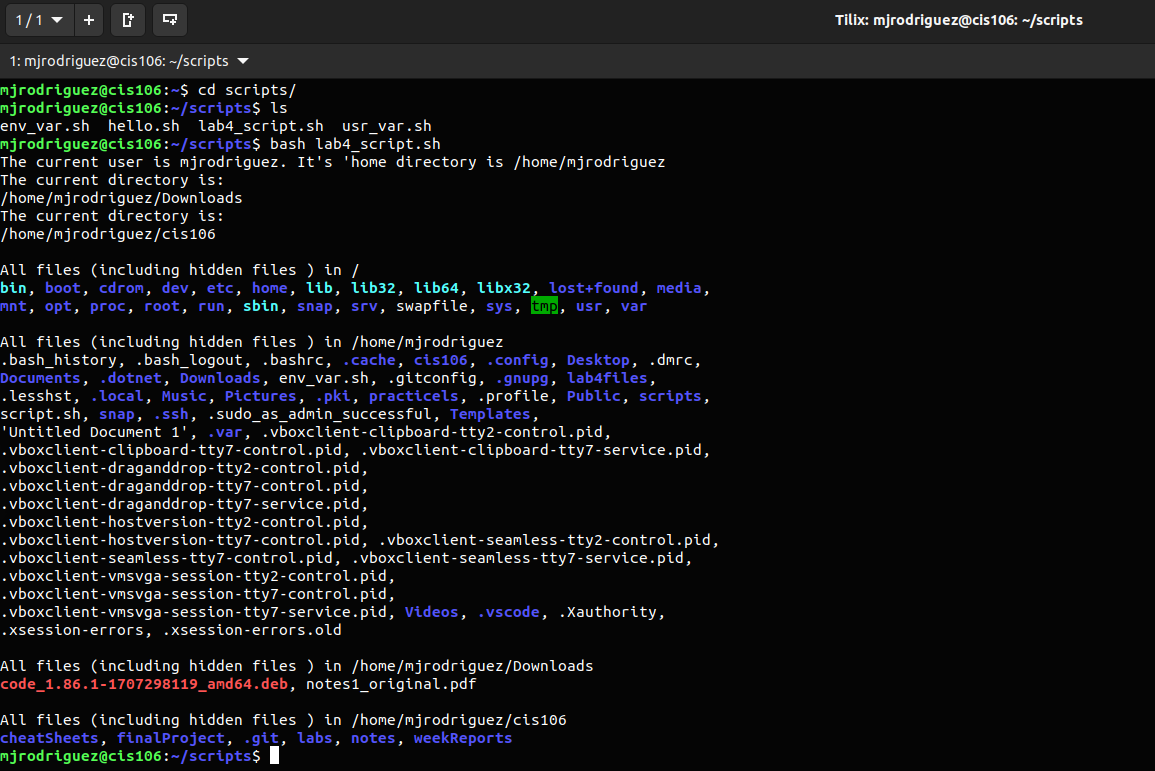 1 / 1
Tilix: mjrodriguez@cis106: ~/scripts
1: mjrodriguez@cis106: ~/scripts
mjrodriguez@cis106:~$ cd scripts/
mjrodriguez@cis106:~/scripts$ ls
env_var.sh  hello.sh  lab4_script.sh  usr_var.sh
mjrodriguez@cis106:~/scripts$ bash lab4_script.sh
The current user is mjrodriguez. It's 'home directory is /home/mjrodriguez
The current directory is:
/home/mjrodriguez/Downloads
The current directory is:
/home/mjrodriguez/cis106
All files (including hidden files ) in /
bin, boot, cdrom, dev, etc, home, lib, lib32, lib64, libx32, lost+found, media,
mnt, opt, proc, root, run, sbin, snap, srv, swapfile, sys, tmp, usr, var
All files (including hidden files ) in /home/mjrodriguez
.bash_history, .bash_logout, .bashrc, .cache, cis106, .config, Desktop, .dmrc,
Documents, .dotnet, Downloads, env_var.sh, .gitconfig, .gnupg, lab4files,
.lesshst, .local, Music, Pictures, .pki, practicels, .profile, Public, scripts,
script.sh, snap, .ssh, .sudo_as_admin_successful, Templates,
'Untitled Document 1', .var, .vboxclient-clipboard-tty2-control.pid,
.vboxclient-clipboard-tty7-control.pid, .vboxclient-clipboard-tty7-service.pid,
.vboxclient-draganddrop-tty2-control.pid,
.vboxclient-draganddrop-tty7-control.pid,
.vboxclient-draganddrop-tty7-service.pid,
.vboxclient-hostversion-tty2-control.pid,
.vboxclient-hostversion-tty7-control.pid, .vboxclient-seamless-tty2-control.pid,
.vboxclient-seamless-tty7-control.pid, .vboxclient-seamless-tty7-service.pid,
.vboxclient-vmsvga-session-tty2-control.pid,
.vboxclient-vmsvga-session-tty7-control.pid,
.vboxclient-vmsvga-session-tty7-service.pid, Videos, .vscode, .Xauthority,
.xsession-errors, .xsession-errors.old
All files (including hidden files ) in /home/mjrodriguez/Downloads
code_1.86.1-1707298119_amd64.deb, notes1_original.pdf
All files (including hidden files ) in /home/mjrodriguez/cis106
cheatSheets, finalProject, .git, labs, notes, weekReports
mjrodriguez@cis106:~/scripts$